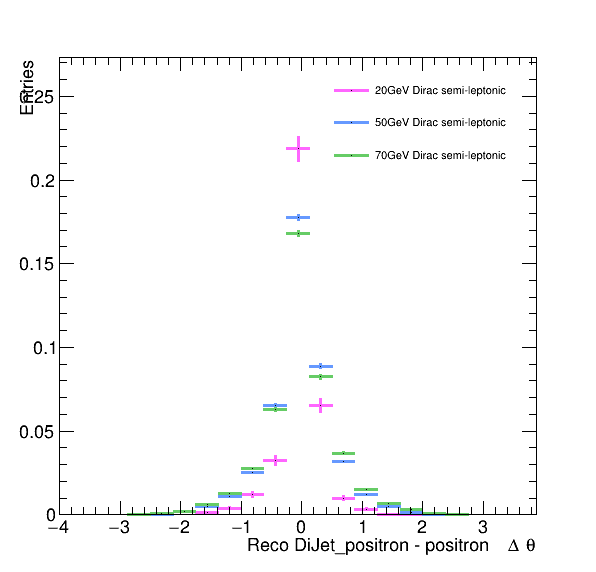 Entries
20GeV Dirac semi-leptonic
50GeV Dirac semi-leptonic
70GeV Dirac semi-leptonic
0.25
0.2
0.15
0.1
0.05
0
−4 −3 −2 −1 0 1 2 3
Reco DiJet_positron - positron Δ θ